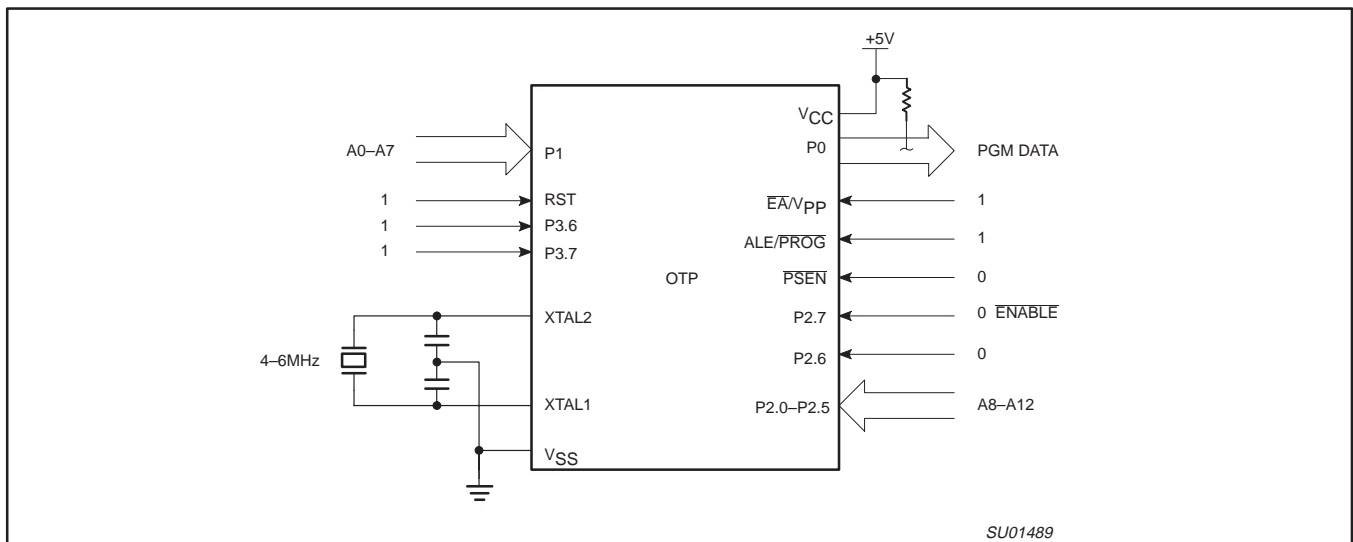 +5V
VCC
A0–A7
P1
P0
PGM DATA
1
RST
EA/VPP
1
1
P3.6
ALE/PROG
1
1
P3.7
OTP
PSEN
0
XTAL2
P2.7
0 ENABLE
4–6MHz
P2.6
0
XTAL1
P2.0–P2.5
A8–A12
VSS
SU01489